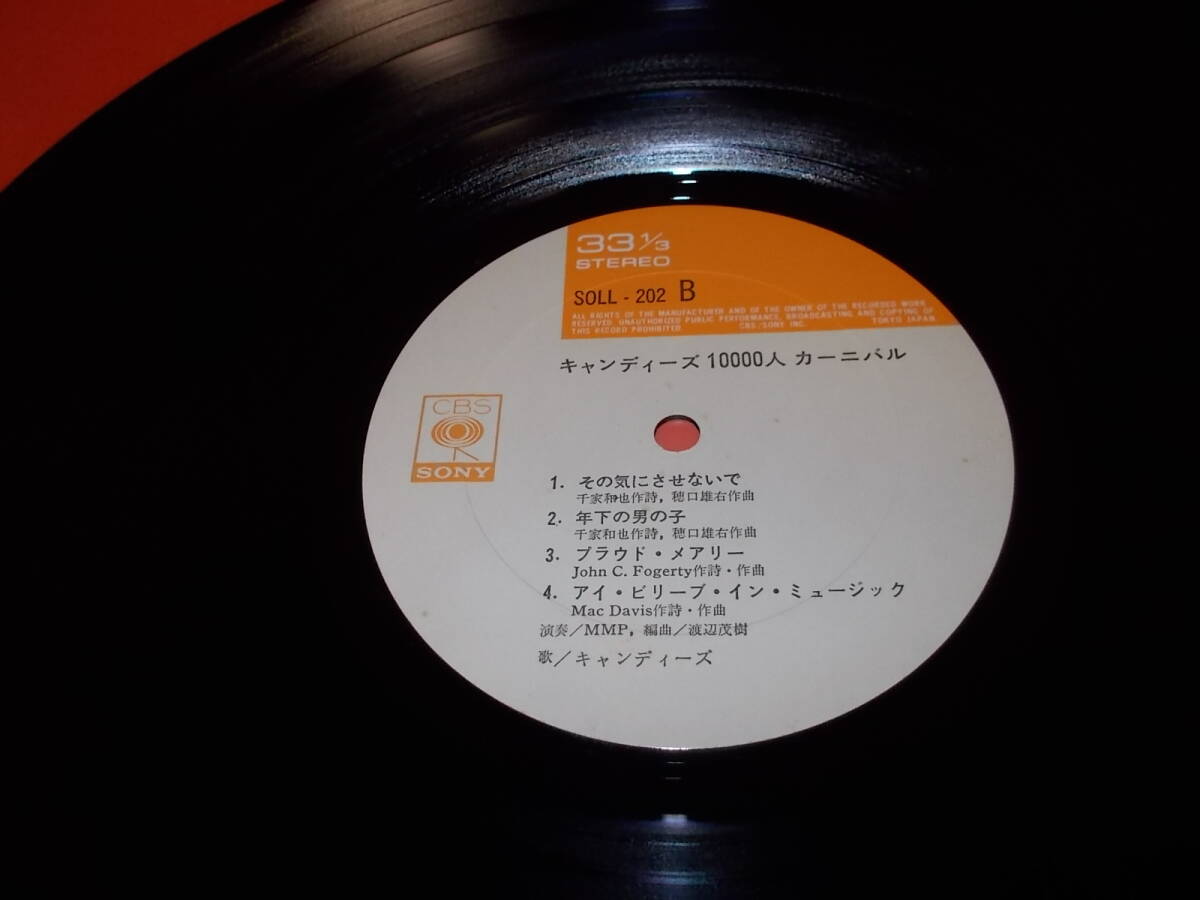 33 1/3
STEREO
SOLL - 202 B
ALL RIGHTS OF THE MANUFACTURER AND OF THE OWNER OF THE RECORDED WORK
RESERVED. UNAUTHORIZED PUBLIC PERFORMANCE, BROADCASTING AND COPYING OF
THIS RECORD PROHIBITED. CBS/SONY INC. TOKYO JAPAN
キャンディーズ 10000人 カーニバル
CBS
SONY
1. その気にさせないで
千家和也作詩, 穂口雄右作曲
2. 年下の男の子
千家和也作詩, 穂口雄右作曲
3. プラウド・メアリー
John C. Fogerty作詩・作曲
4. アイ・ビリーブ・イン・ミュージック
Mac Davis作詩・作曲
演奏/MMP, 編曲/渡辺茂樹
歌/キャンディーズ